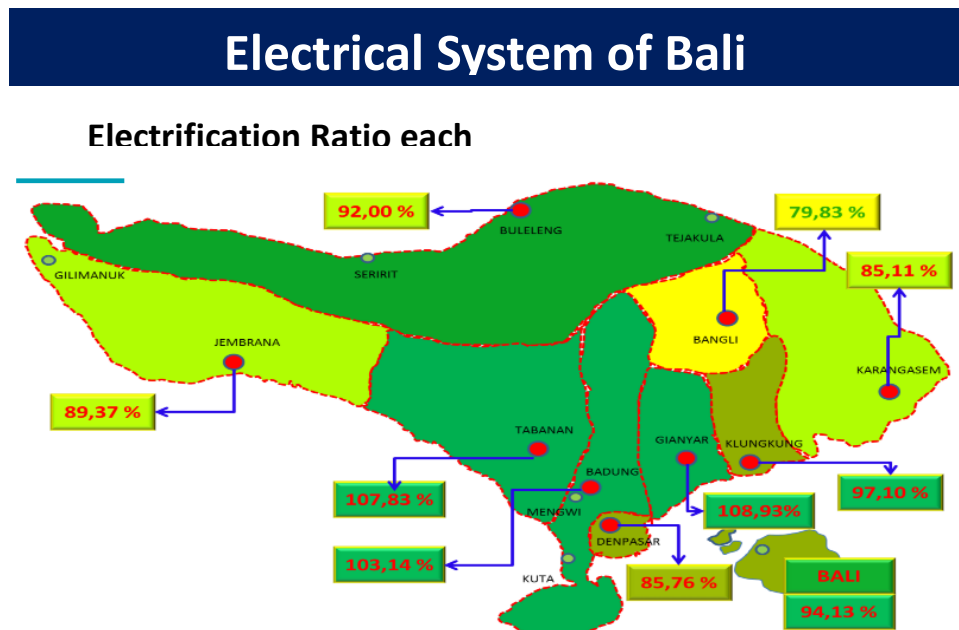 Electrical System of Bali
Electrification Ratio each
92,00 %
79,83 %
BULELENG
TEJAKULA
85,11 %
GILIMANUK
SERIRIT
JEMBRANA
BANGLI
KARANGASEM
89,37 %
TABANAN
GIANYAR
KLUNGKUNG
BADUNG
107,83 %
97,10 %
MENGWI
108,93%
DENPASAR
103,14 %
KUTA
85,76 %
BALI
94,13 %